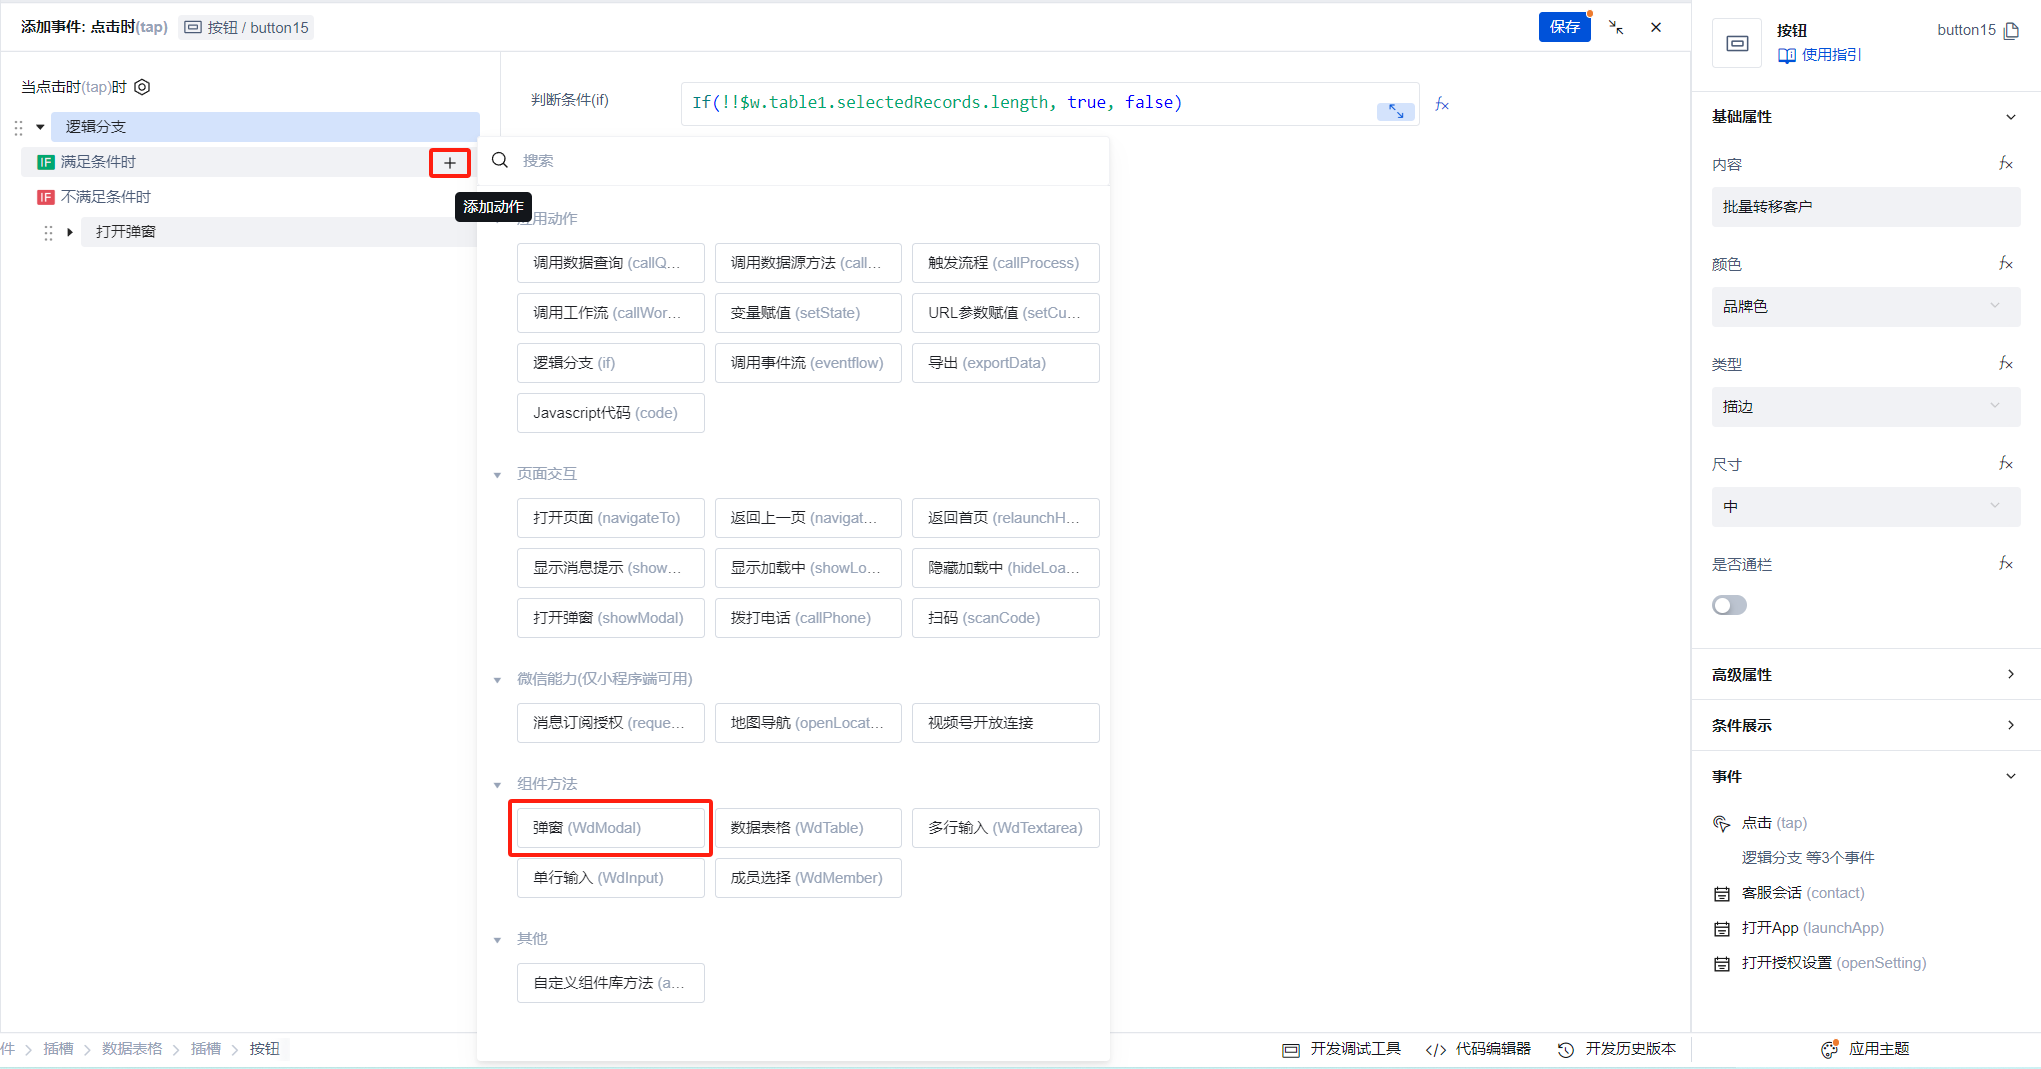 添加事件: 点击时(tap) 按钮 / button15
保存
当点击时(tap)时
逻辑分支
IF 满足条件时
IF 不满足条件时
打开弹窗
判断条件(if)
If(!!$w.table1.selectedRecords.length, true, false)
fx
搜索
添加动作
用动作
调用数据查询 (callQ...
调用数据源方法 (call...
触发流程 (callProcess)
调用工作流 (callWor...
变量赋值 (setState)
URL参数赋值 (setCu...
逻辑分支 (if)
调用事件流 (eventflow)
导出 (exportData)
Javascript代码 (code)
页面交互
打开页面 (navigateTo)
返回上一页 (navigat...
返回首页 (relaunchH...
显示消息提示 (show...
显示加载中 (showLo...
隐藏加载中 (hideLoa...
打开弹窗 (showModal)
拨打电话 (callPhone)
扫码 (scanCode)
微信能力(仅小程序端可用)
消息订阅授权 (reque...
地图导航 (openLocat...
视频号开放连接
组件方法
弹窗 (WdModal)
数据表格 (WdTable)
多行输入 (WdTextarea)
单行输入 (WdInput)
成员选择 (WdMember)
其他
自定义组件库方法 (a...
按钮
button15
使用指引
基础属性
内容
fx
批量转移客户
颜色
fx
品牌色
类型
fx
描边
尺寸
fx
中
是否通栏
fx
高级属性
条件展示
事件
点击 (tap)
逻辑分支 等3个事件
客服会话 (contact)
打开App (launchApp)
打开授权设置 (openSetting)
件 > 插槽 > 数据表格 > 插槽 > 按钮
开发调试工具
</> 代码编辑器
开发历史版本
应用主题